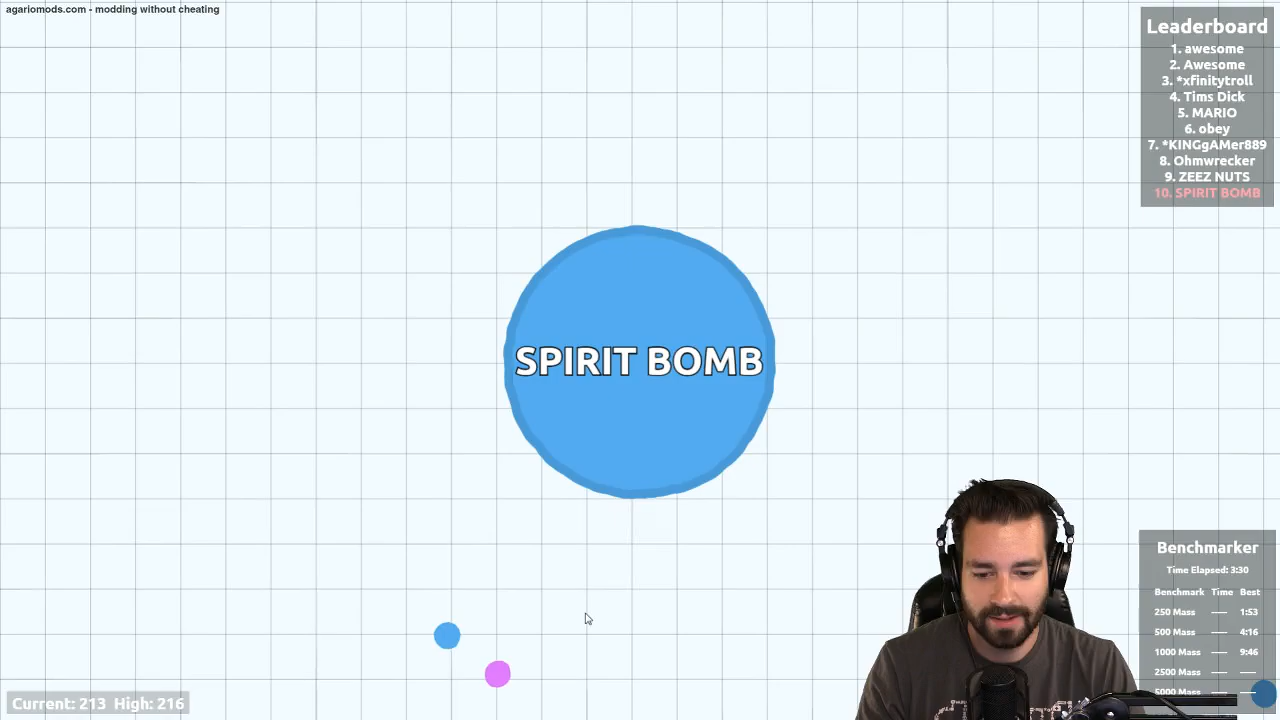 agariomods.com - modding without cheating
Leaderboard
1. awesome
2. Awesome
3. *xfinitytroll
4. Tims Dick
5. MARIO
6. obey
7. *KINGgAMer889
8. Ohmwrecker
9. ZEEZ NUTS
10. SPIRIT BOMB
SPIRIT BOMB
Benchmarker
Time Elapsed: 3:30
Benchmark Time Best
250 Mass — 1:53
500 Mass — 4:16
1000 Mass — 9:46
2500 Mass — —
5000 Mass — —
Current: 213 High: 216